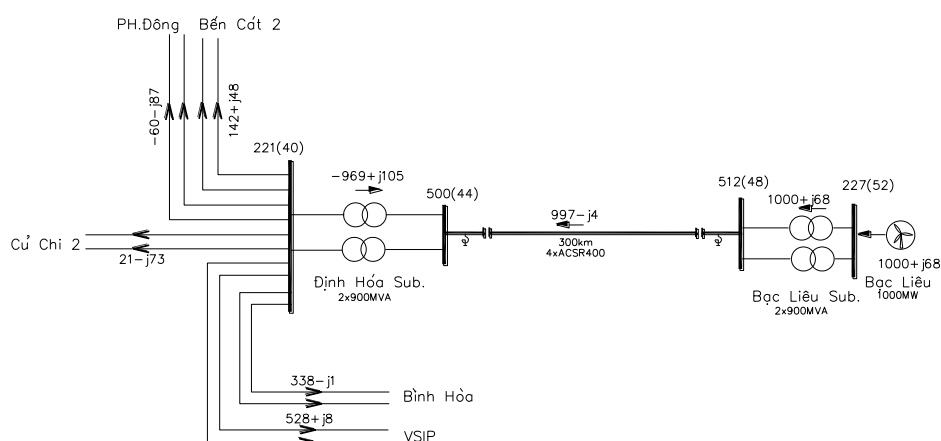 PH.Đông
Bến Cát 2
-60-j87
142+j48
221(40)
-969+j105
500(44)
997-j4
300km
4xACSR400
512(48)
227(52)
1000+j68
1000+j68
Bạc Liêu
1000MW
Củ Chi 2
21-j73
Định Hóa Sub.
2x900MVA
Bạc Liêu Sub.
2x900MVA
338-j1
Bình Hòa
528+j8
VSIP